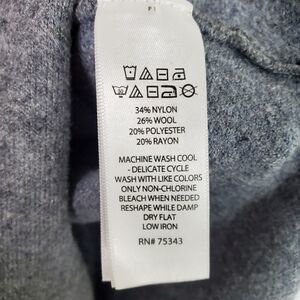 34% NYLON
26% WOOL
20% POLYESTER
20% RAYON
MACHINE WASH COOL
- DELICATE CYCLE
WASH WITH LIKE COLORS
ONLY NON-CHLORINE
BLEACH WHEN NEEDED
RESHAPE WHILE DAMP
DRY FLAT
LOW IRON
RN# 75343